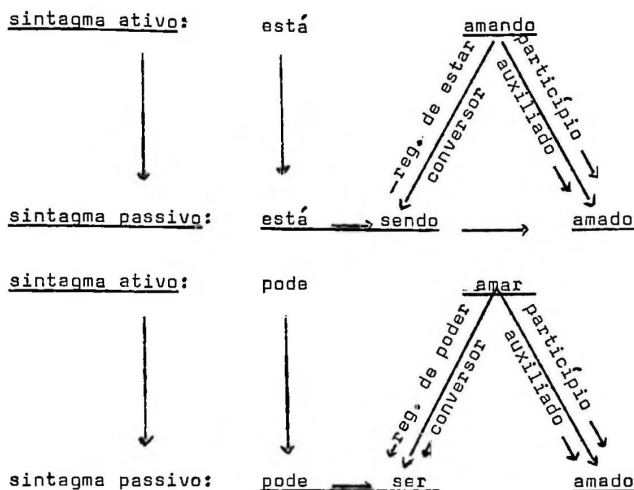 sintagma ativo: está amando
-reg. de estar
conversor
particípio
auxiliado
sintagma passivo: está sendo amado
sintagma ativo: pode amar
-reg. de poder
conversor
particípio
auxiliado
sintagma passivo: pode ser amado